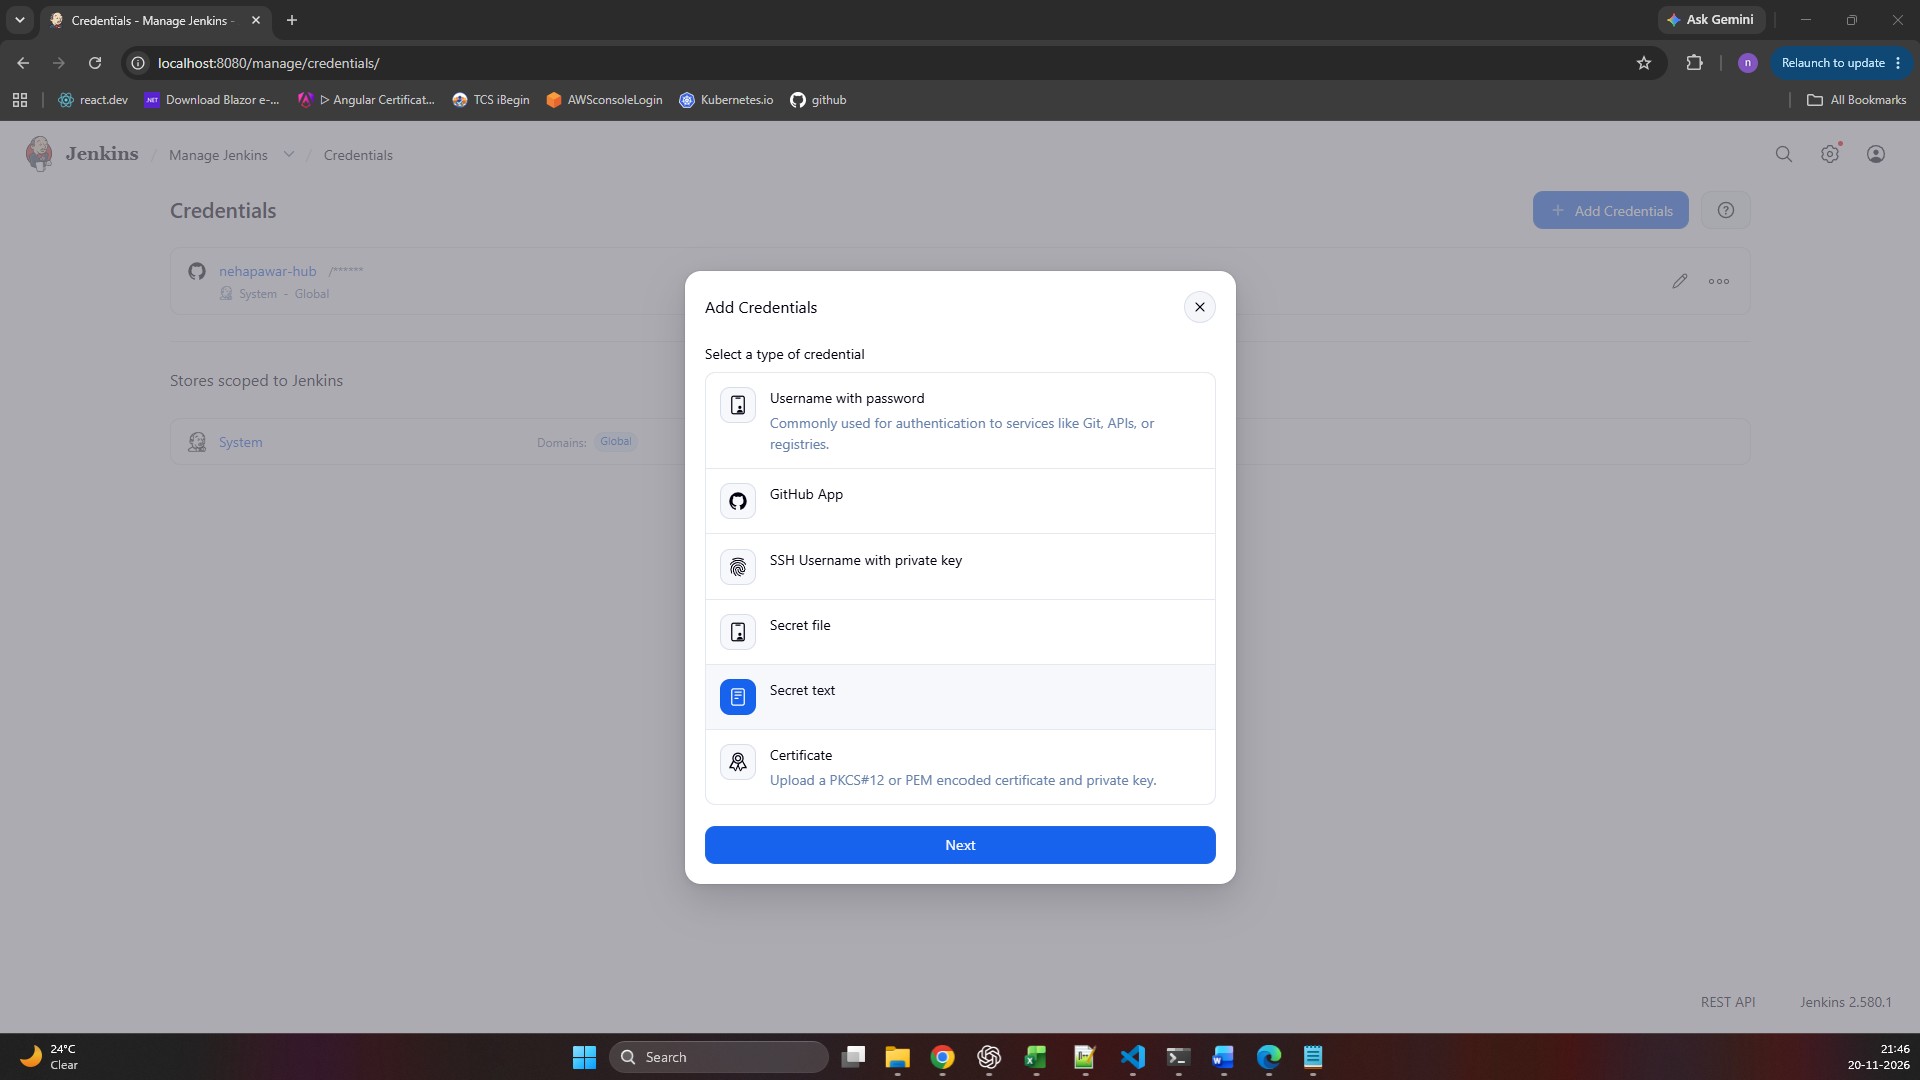 Credentials - Manage Jenkins -
Ask Gemini
localhost:8080/manage/credentials/
n
Relaunch to update
react.dev
NET
Download Blazor e-...
Angular Certificat...
TCS iBegin
AWSconsoleLogin
Kubernetes.io
github
All Bookmarks
Jenkins / Manage Jenkins / Credentials
Credentials
+ Add Credentials
nehapawar-hub /******
System - Global
Stores scoped to Jenkins
System
Domains: Global
Add Credentials
Select a type of credential
Username with password
Commonly used for authentication to services like Git, APIs, or
registries.
GitHub App
SSH Username with private key
Secret file
Secret text
Certificate
Upload a PKCS#12 or PEM encoded certificate and private key.
Next
REST API
Jenkins 2.580.1
24°C
Clear
Search
21:46
20-11-2026